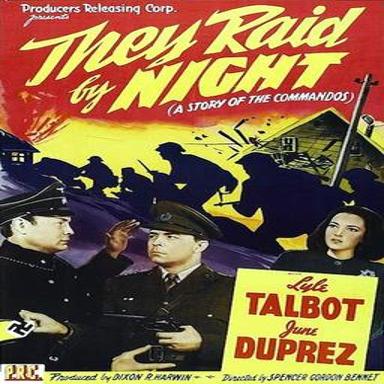 Producers Releasing Corp.
presents
They Raid
by NIGHT
(A STORY OF THE COMMANDOS)
Lyle
TALBOT
June
DUPREZ
P.R.C.
Produced by DIXON R. HARWIN
Directed by SPENCER GORDON BENNET